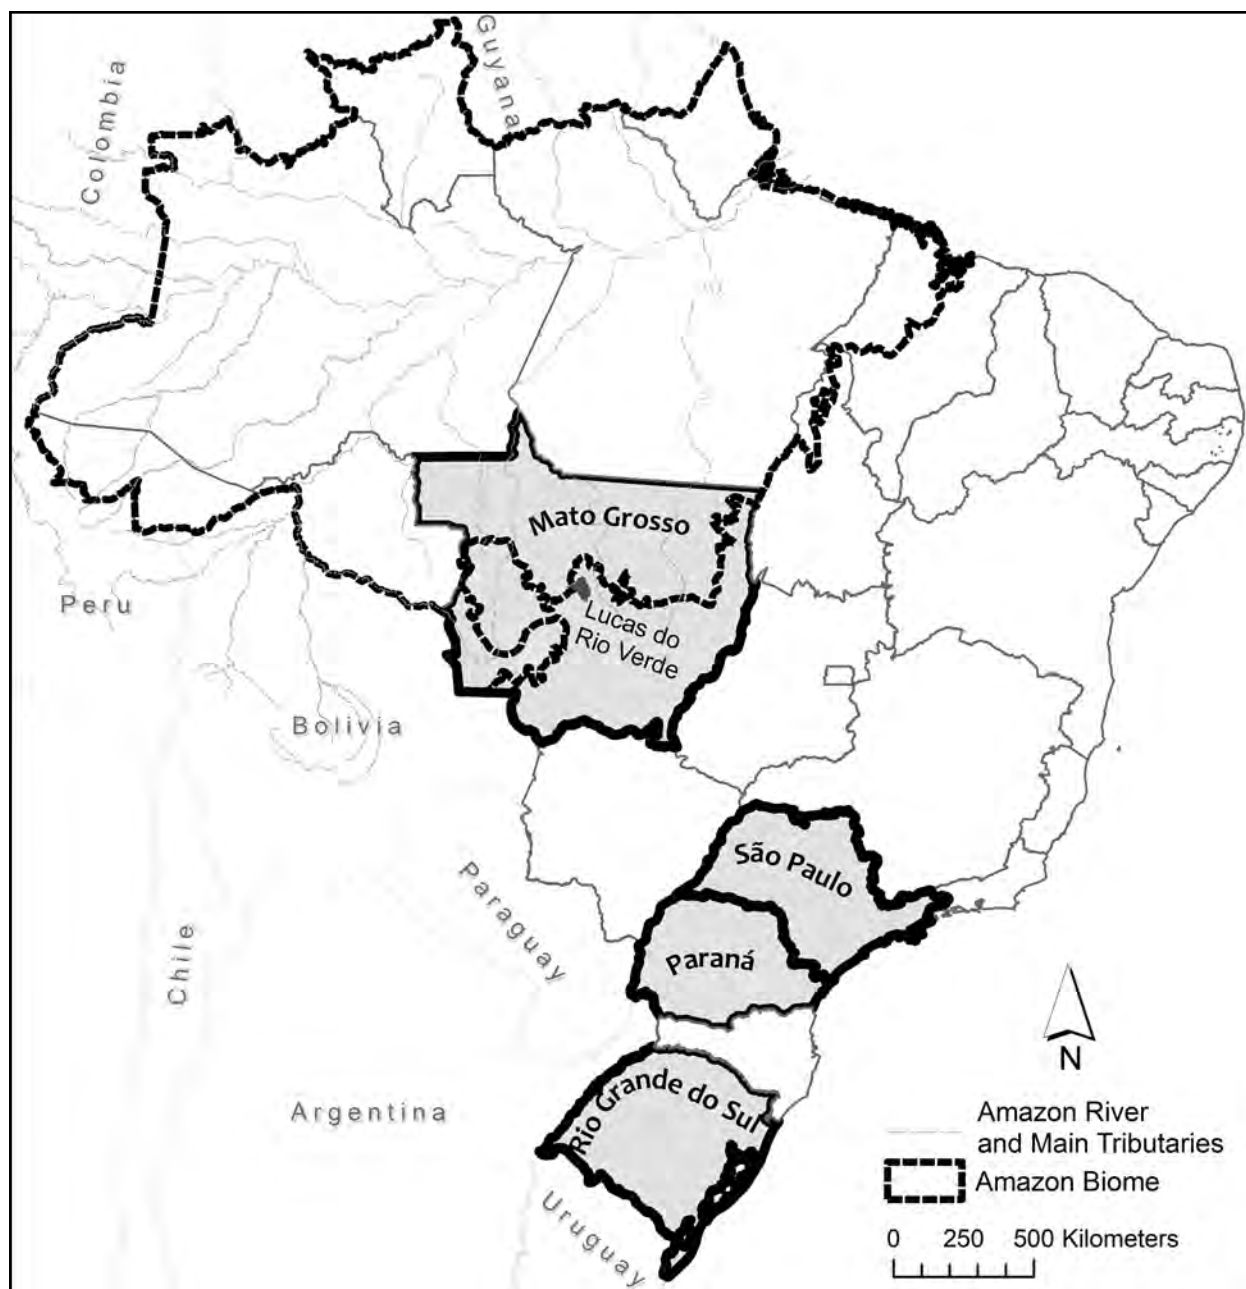 Guyana
Colombia
Mato Grosso
Lucas do
Rio Verde
Peru
Bolivia
São Paulo
Paraguay
Paraná
Chile
N
Rio Grande do Sul
Argentina
Uruguay
Amazon River
and Main Tributaries
Amazon Biome
0 250 500 Kilometers